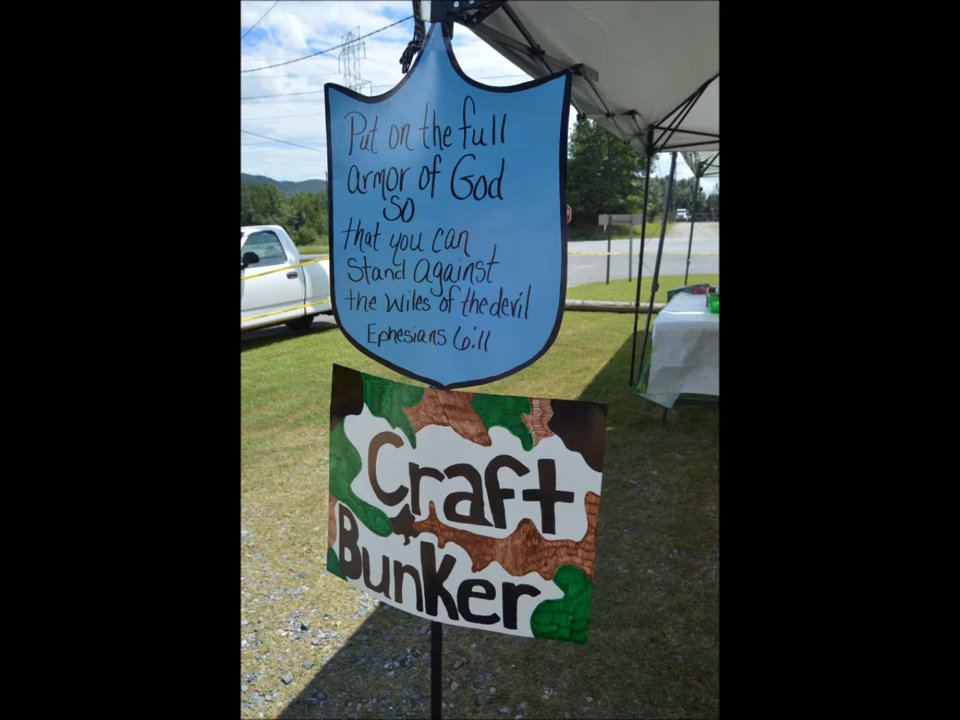 Put on the full
armor of God
so
that you can
Stand Against
the wiles of the devil
Ephesians 6:11
Craft
Bunker